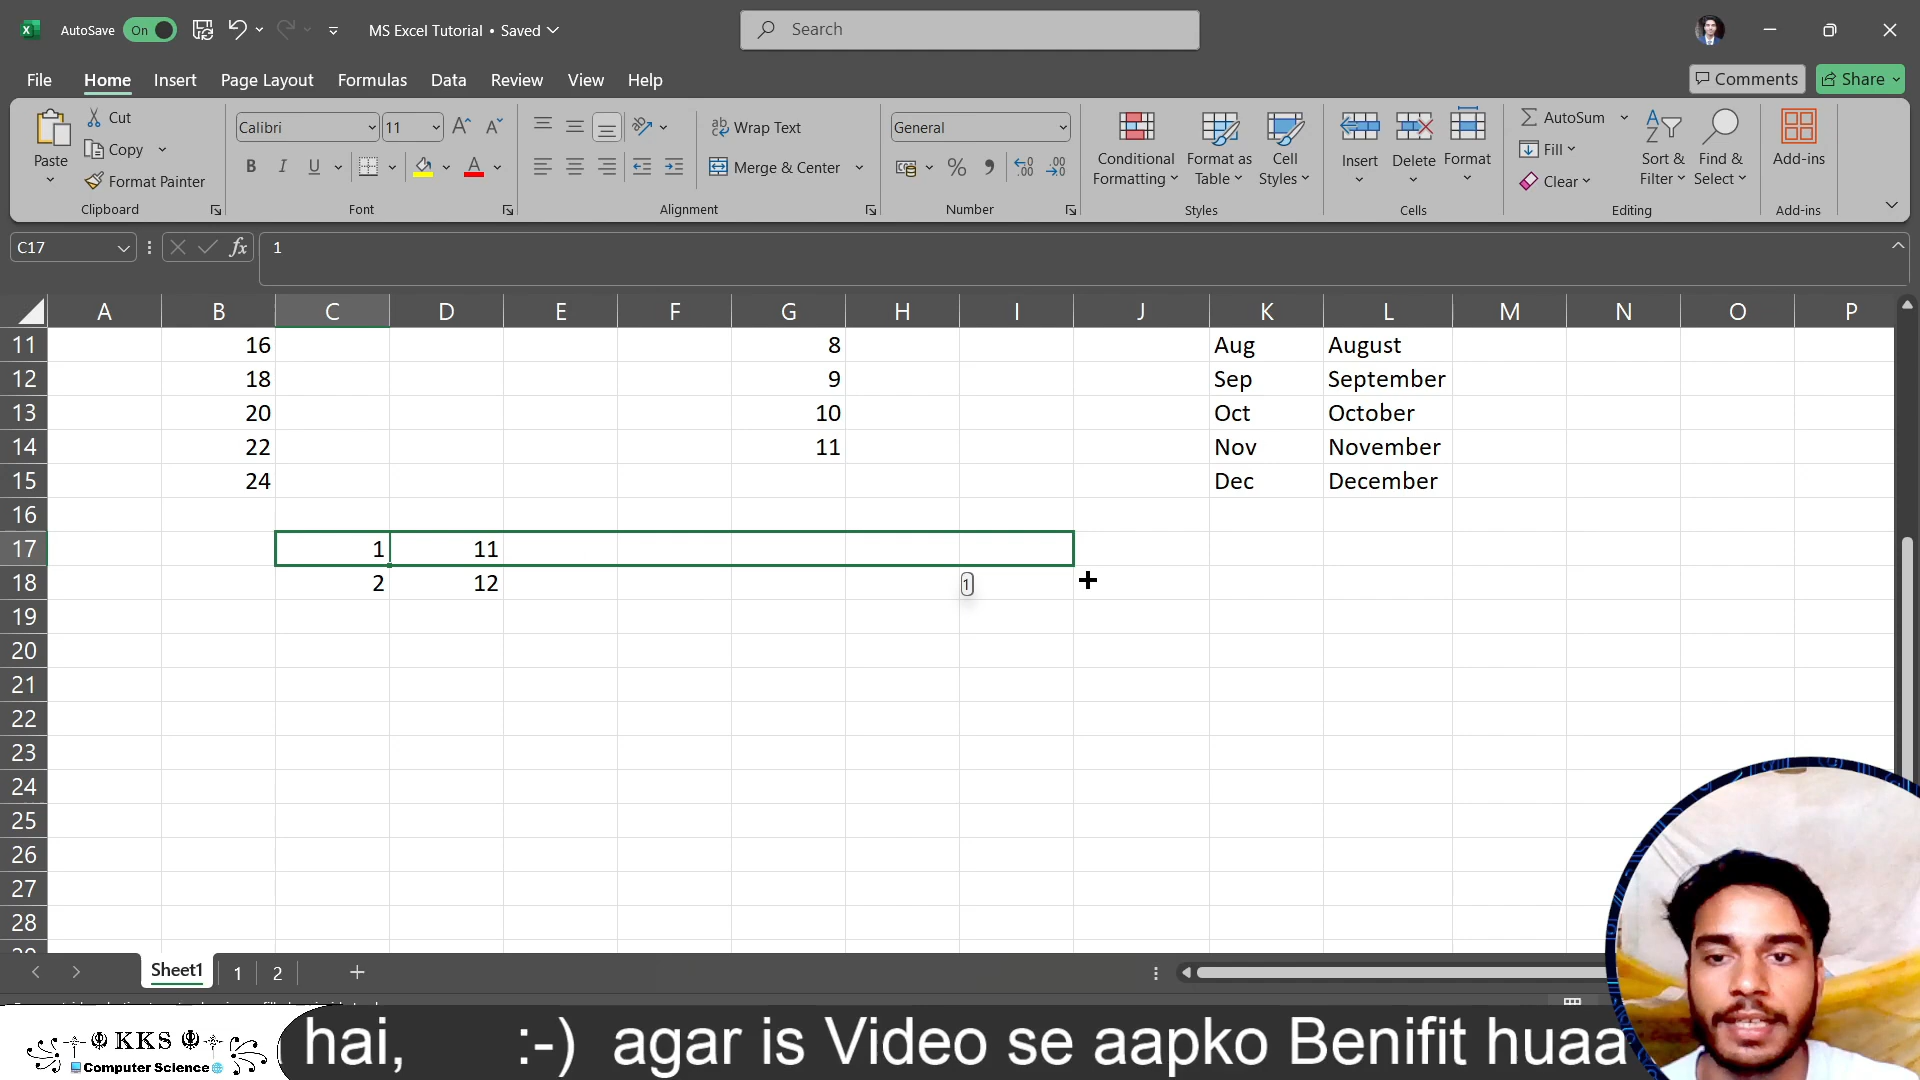 AutoSave On MS Excel Tutorial • Saved Search
File Home Insert Page Layout Formulas Data Review View Help Comments Share
Paste Cut Copy Format Painter Clipboard
Calibri 11 B I U A Font
Wrap Text Merge & Center Alignment
General % Number
Conditional Formatting Format as Table Cell Styles Styles
Insert Delete Format Cells
AutoSum Fill Clear Sort & Filter Find & Select Editing
Add-ins Add-ins
C17 fx 1
A B C D E F G H I J K L M N O P
11 16 8 Aug August
12 18 9 Sep September
13 20 10 Oct October
14 22 11 Nov November
15 24 Dec December
16
17 1 11
18 2 12 1
19
20
21
22
23
24
25
26
27
28
Sheet1 1 2
KKS
Computer Science
hai, :-) agar is Video se aapko Benifit huaa